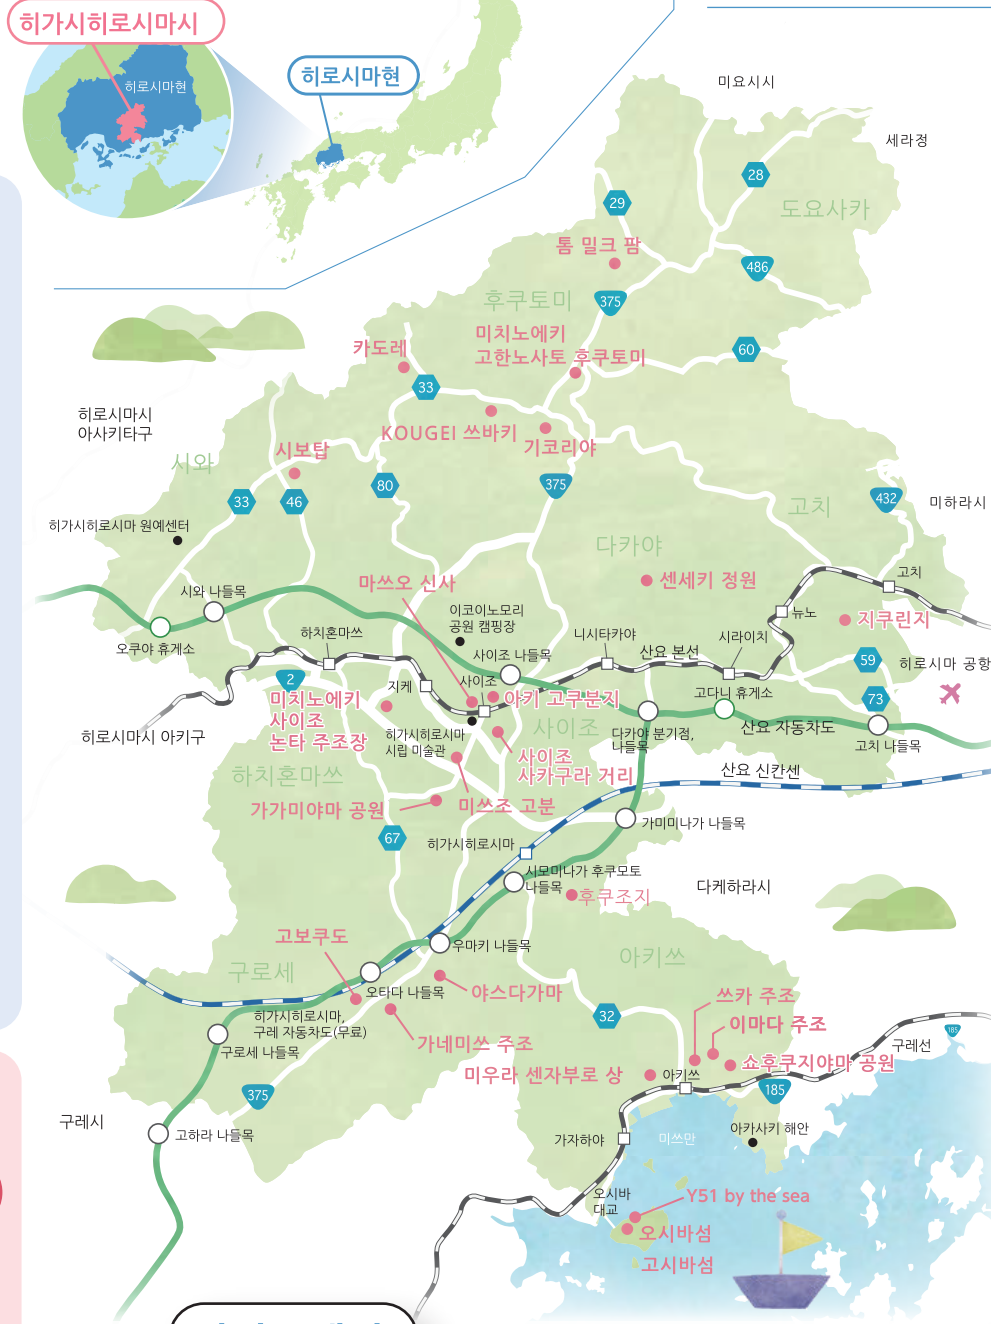 히가시히로시마시
히로시마현
히로시마현
미요시시
세라정
28
29
도요사카
톰 밀크 팜
486
후쿠토미
375
미치노에키
고한노사토 후쿠토미
카도레
60
33
히로시마시
아사키타구
KOUGEI 쓰바키
기코리야
시와
시보탑
80
375
33
46
고치
432
미하라시
히가시히로시마 원예센터
다카야
센세키 정원
마쓰오 신사
고치
시와 나들목
이코이노모리
공원 캠핑장
뉴노
지쿠린지
오쿠야 휴게소
하치혼마쓰
니시타카야
시라이치
산요 본선
사이조 나들목
59
히로시마 공항
2
지케
사이조
아키 고쿠분지
고다니 휴게소
73
미치노에키
사이조
논타 주조장
히가시히로시마
시립 미술관
사이조
다카야 분기점,
나들목
산요 자동차도
고치 나들목
히로시마시 아키구
하치혼마쓰
사이조
사카구라 거리
산요 신칸센
가가미야마 공원
미쓰조 고분
67
가미미나가 나들목
히가시히로시마
시모미나가 후쿠모토
나들목
다케하라시
후쿠조지
고보쿠도
우마키 나들목
아키쓰
구로세
오타다 나들목
야스다가마
쓰카 주조
32
이마다 주조
히가시히로시마,
구레 자동차도(무료)
구로세 나들목
가네미쓰 주조
185
구레선
쇼후쿠지야마 공원
미우라 센자부로 상
아키쓰
185
375
구레시
고하라 나들목
가자하야
미쓰만
아카사키 해안
오시바
대교
Y51 by the sea
오시바섬
고시바섬